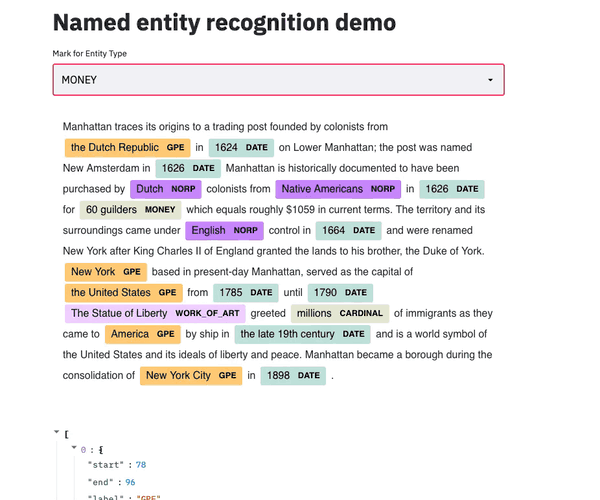 Named entity recognition demo
Mark for Entity Type
MONEY
Manhattan traces its origins to a trading post founded by colonists from
the Dutch Republic GPE in 1624 DATE on Lower Manhattan; the post was named
New Amsterdam in 1626 DATE Manhattan is historically documented to have been
purchased by Dutch NORP colonists from Native Americans NORP in 1626 DATE
for 60 guilders MONEY which equals roughly $1059 in current terms. The territory and its
surroundings came under English NORP control in 1664 DATE and were renamed
New York after King Charles II of England granted the lands to his brother, the Duke of York.
New York GPE based in present-day Manhattan, served as the capital of
the United States GPE from 1785 DATE until 1790 DATE
The Statue of Liberty WORK_OF_ART greeted millions CARDINAL of immigrants as they
came to America GPE by ship in the late 19th century DATE and is a world symbol of
the United States and its ideals of liberty and peace. Manhattan became a borough during the
consolidation of New York City GPE in 1898 DATE .
[
0 : {
"start" : 78
"end" : 96
"label" : "GPE"